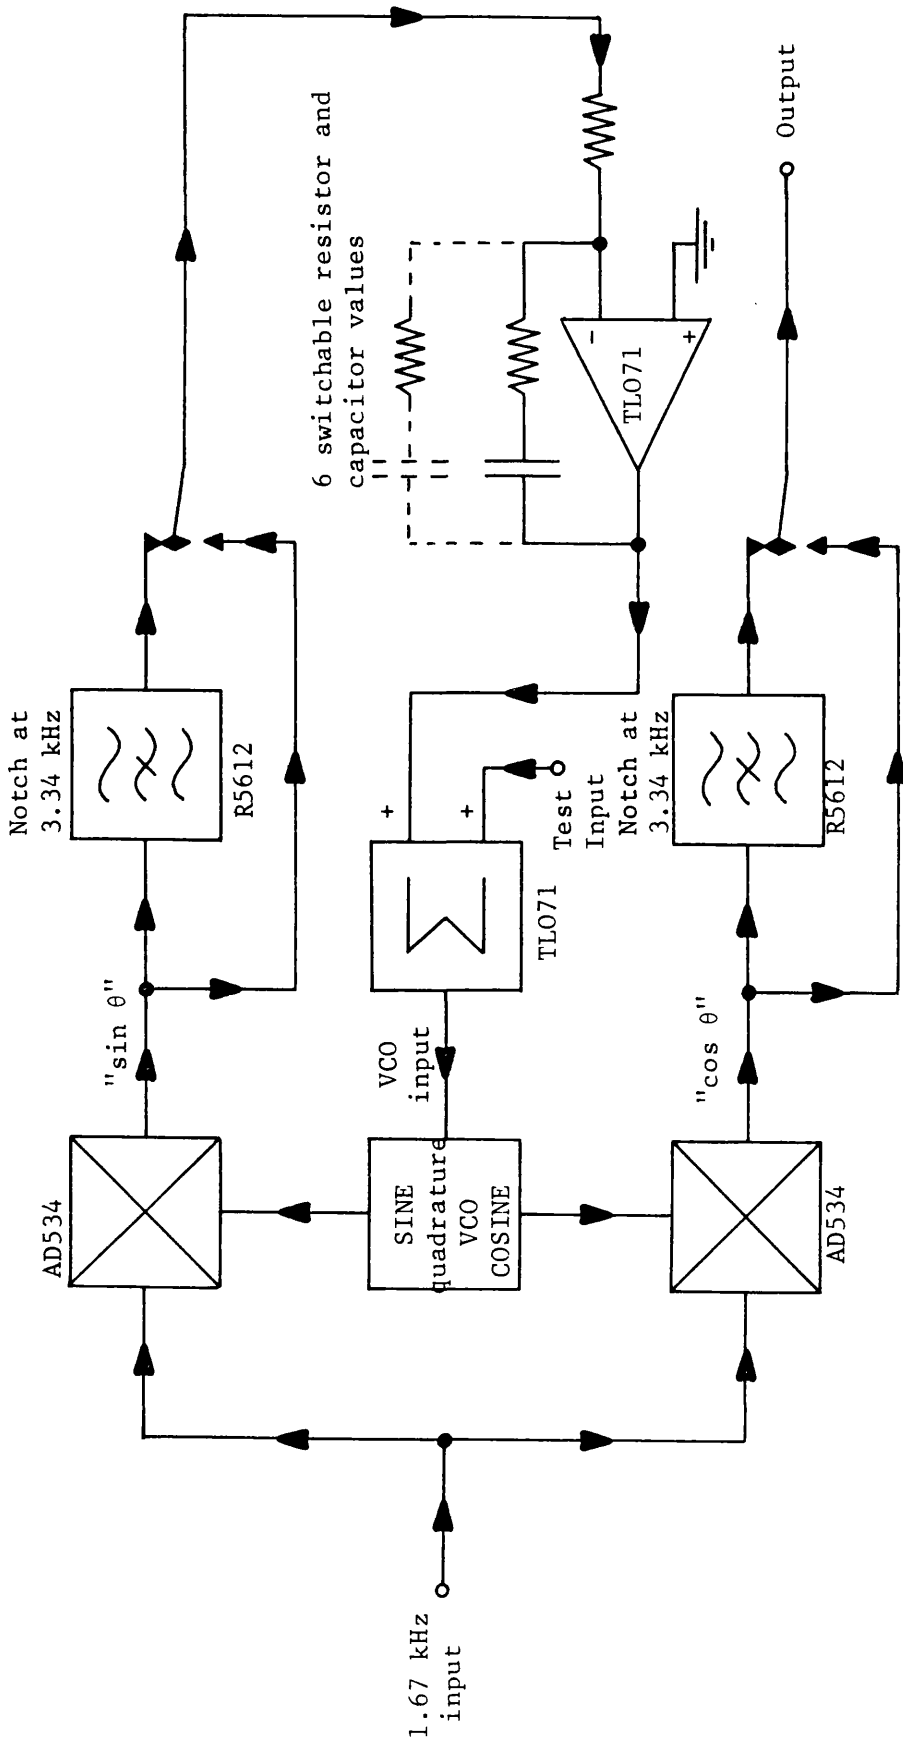 1.67 kHz
input
AD534
"sin θ"
Notch at
3.34 kHz
R5612
SINE
quadrature
VCO
COSINE
VCO
input
TL071
+
+
Test
Input
6 switchable resistor and
capacitor values
TL071
-
+
AD534
"cos θ"
Notch at
3.34 kHz
R5612
Output